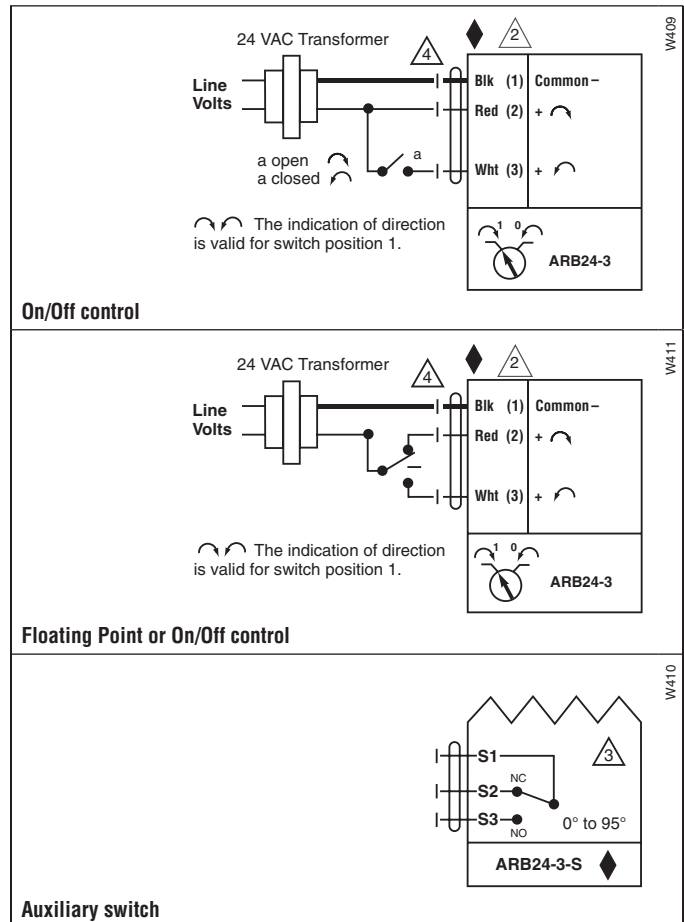 W409
24 VAC Transformer
4
2
Line
Volts
Blk (1) Common –
Red (2) +
a open
a closed
a
Wht (3) +
The indication of direction
is valid for switch position 1.
1 0
ARB24-3
On/Off control
W411
24 VAC Transformer
4
2
Line
Volts
Blk (1) Common –
Red (2) +
Wht (3) +
The indication of direction
is valid for switch position 1.
1 0
ARB24-3
Floating Point or On/Off control
W410
S1
3
S2 NC
S3 NO
0° to 95°
ARB24-3-S
Auxiliary switch